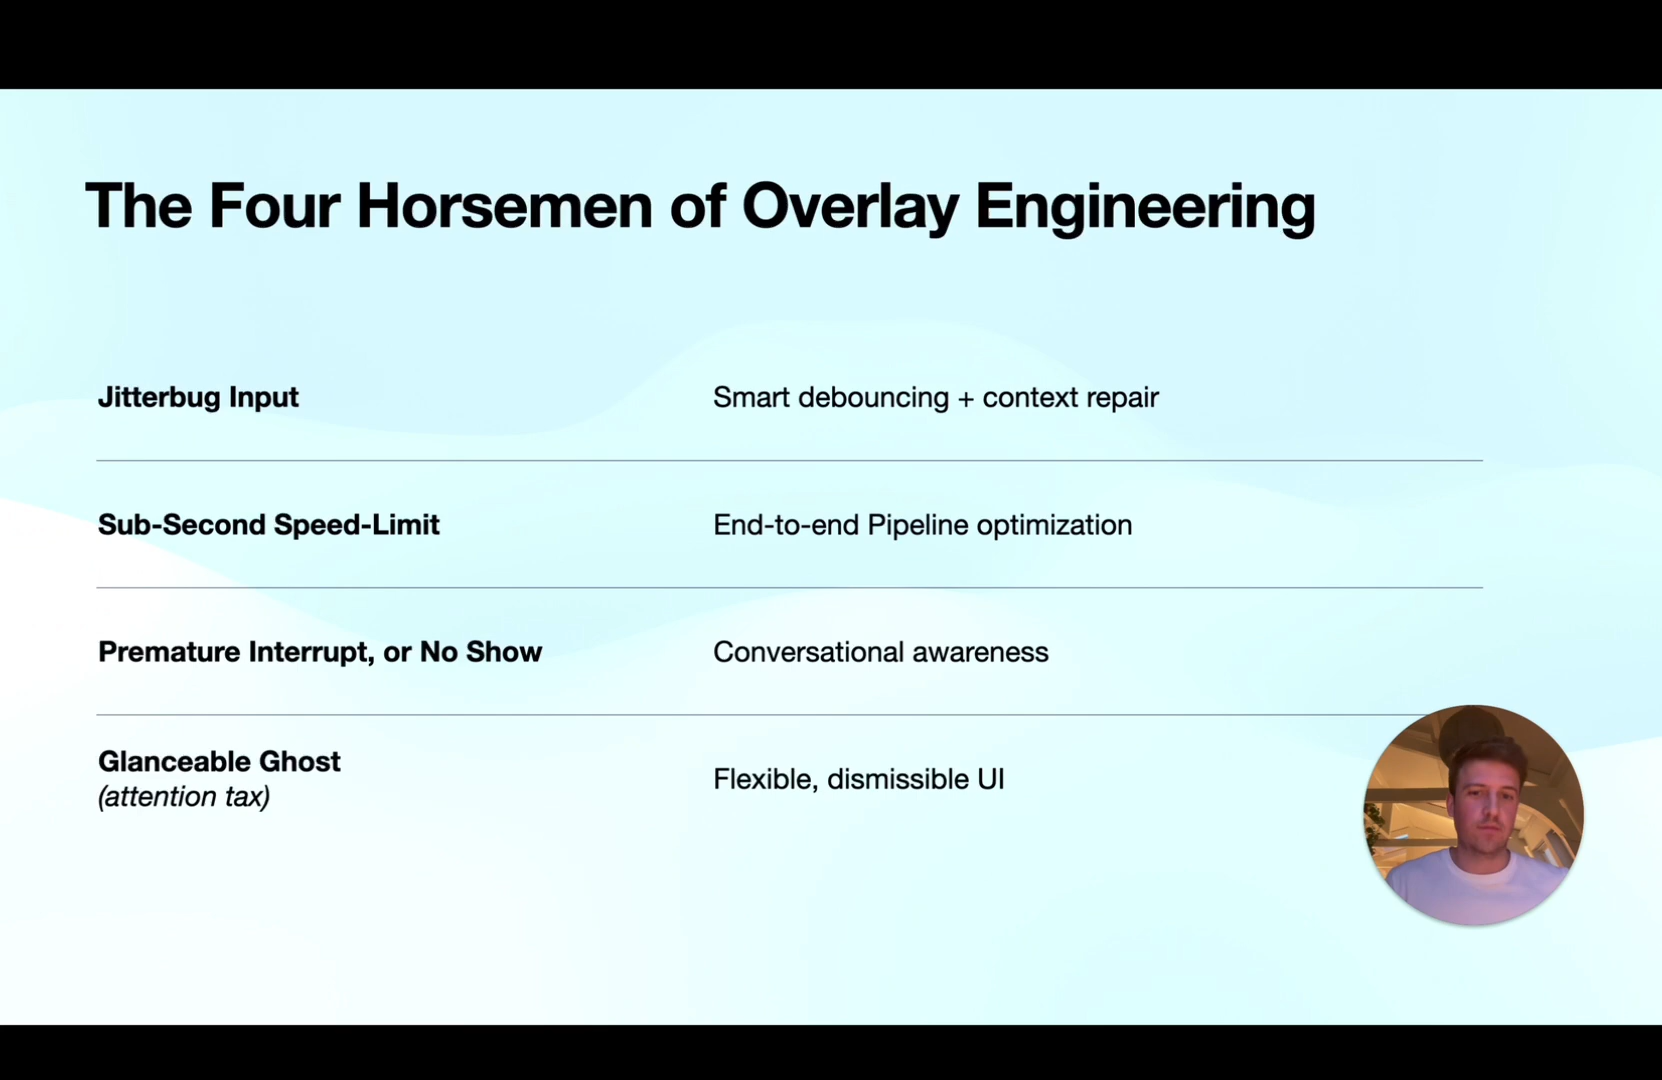 The Four Horsemen of Overlay Engineering
Jitterbug Input
Smart debouncing + context repair
Sub-Second Speed-Limit
End-to-end Pipeline optimization
Premature Interrupt, or No Show
Conversational awareness
Glanceable Ghost
(attention tax)
Flexible, dismissible UI